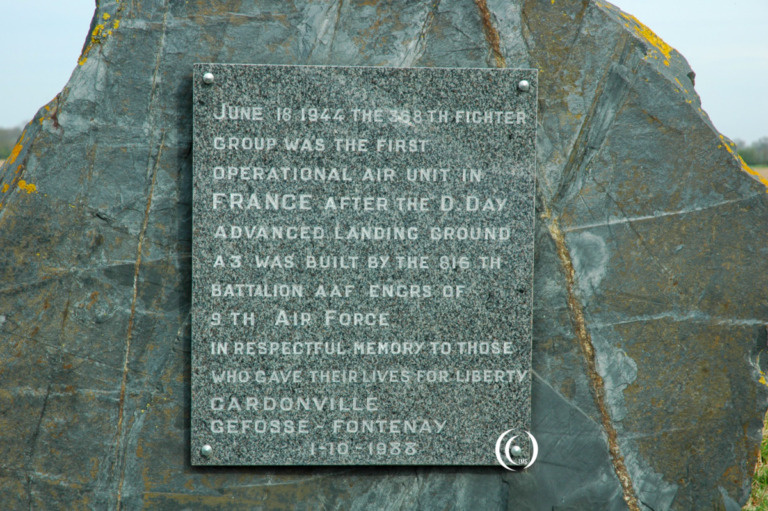 JUNE 18 1944 THE 368 TH FIGHTER
GROUP WAS THE FIRST
OPERATIONAL AIR UNIT IN
FRANCE AFTER THE D. DAY
ADVANCED LANDING GROUND
A3 WAS BUILT BY THE 816 TH
BATTALION AAF ENGRS OF
9 TH AIR FORCE
IN RESPECTFUL MEMORY TO THOSE
WHO GAVE THEIR LIVES FOR LIBERTY
CARDONVILLE
GEFOSSE - FONTENAY
1-10-1988